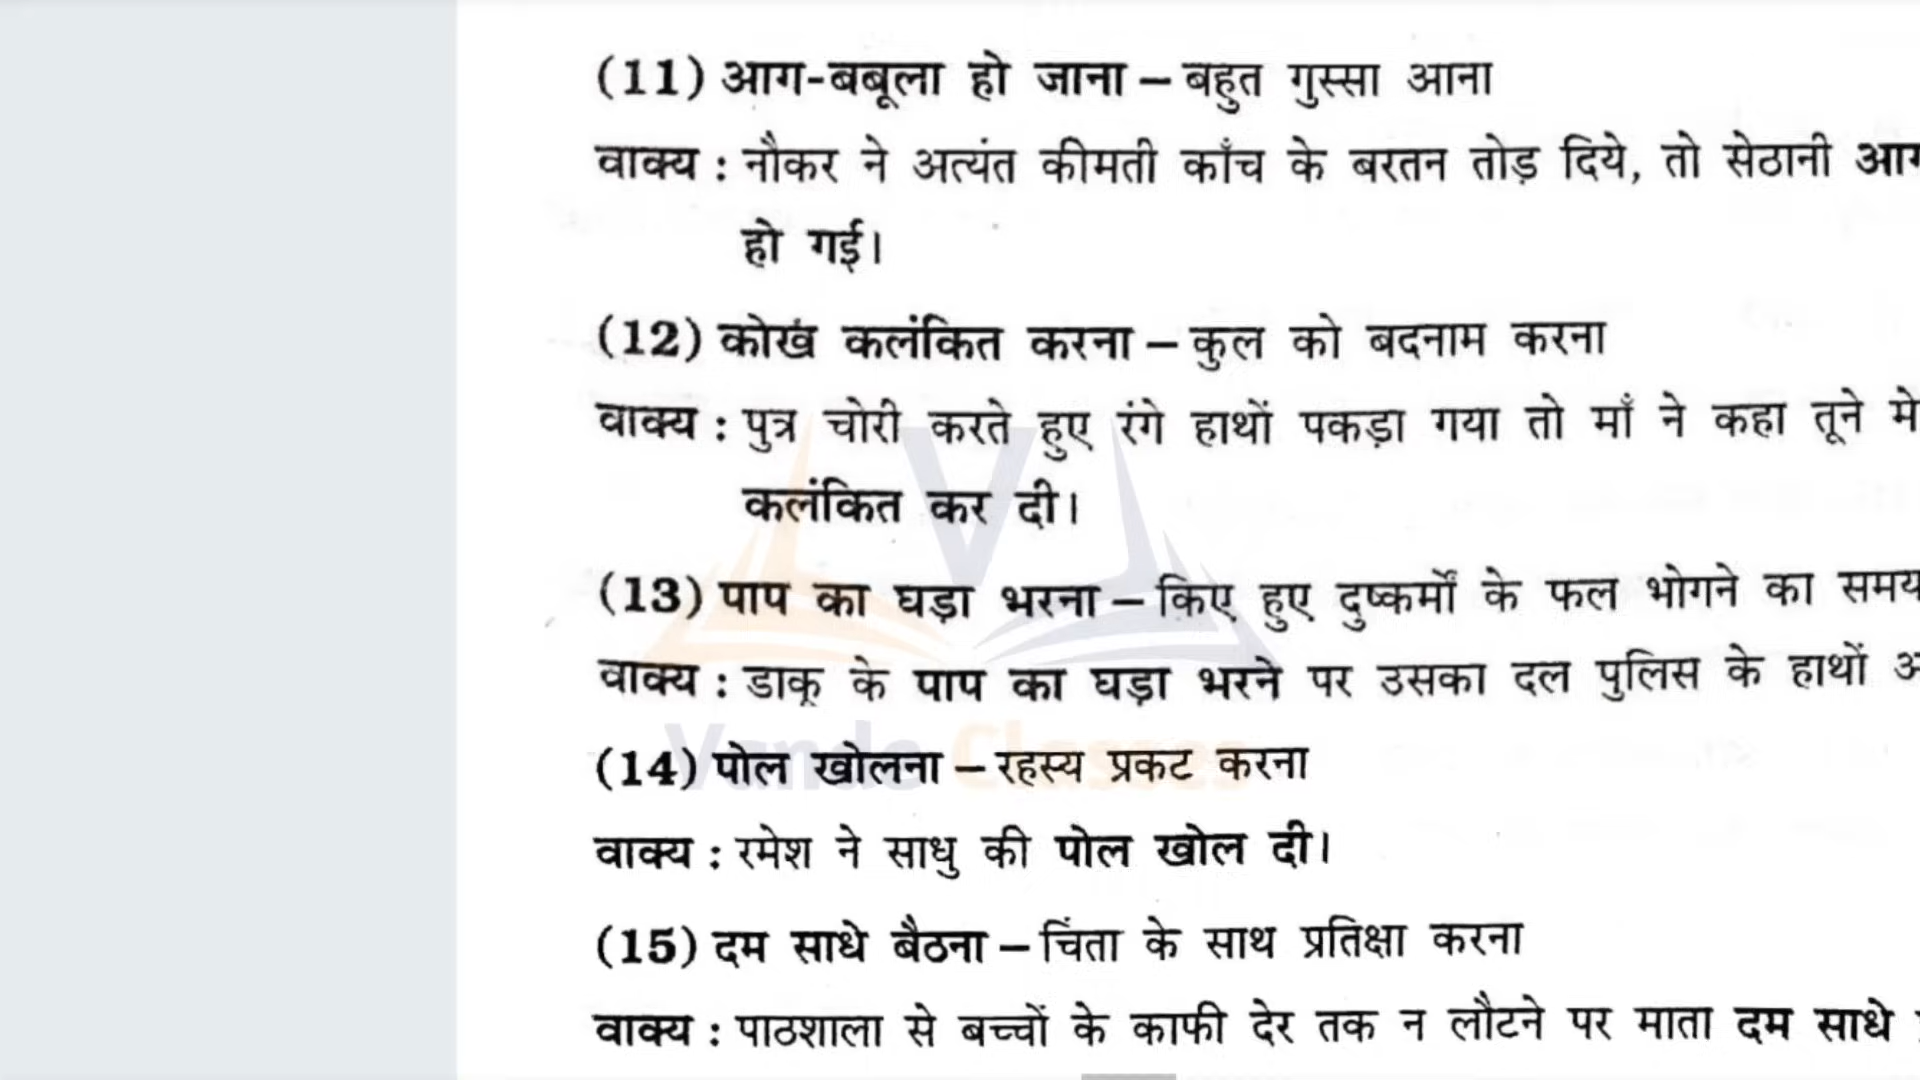 (11) आग-बबूला हो जाना – बहुत गुस्सा आना
वाक्य : नौकर ने अत्यंत कीमती काँच के बरतन तोड़ दिये, तो सेठानी
हो गई।
(12) कोखं कलंकित करना – कुल को बदनाम करना
वाक्य : पुत्र चोरी करते हुए रंगे हाथों पकड़ा गया तो माँ ने कहा तूने
कलंकित कर दी।
(13) पाप का घड़ा भरना – किए हुए दुष्कर्मों के फल भोगने का समय
वाक्य : डाकू के पाप का घड़ा भरने पर उसका दल पुलिस के हाथों
Vande Classes
(14) पोल खोलना – रहस्य प्रकट करना
वाक्य : रमेश ने साधु की पोल खोल दी।
(15) दम साधे बैठना – चिंता के साथ प्रतिक्षा करना
वाक्य : पाठशाला से बच्चों के काफी देर तक न लौटने पर माता दम साधे